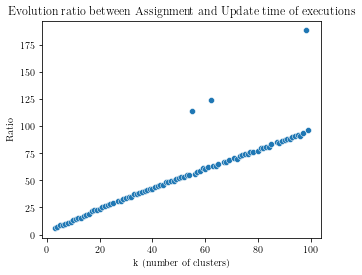 Evolution ratio between Assignment and Update time of executions
175
150
125
100
75
50
25
0
Ratio
0 20 40 60 80 100
k (number of clusters)